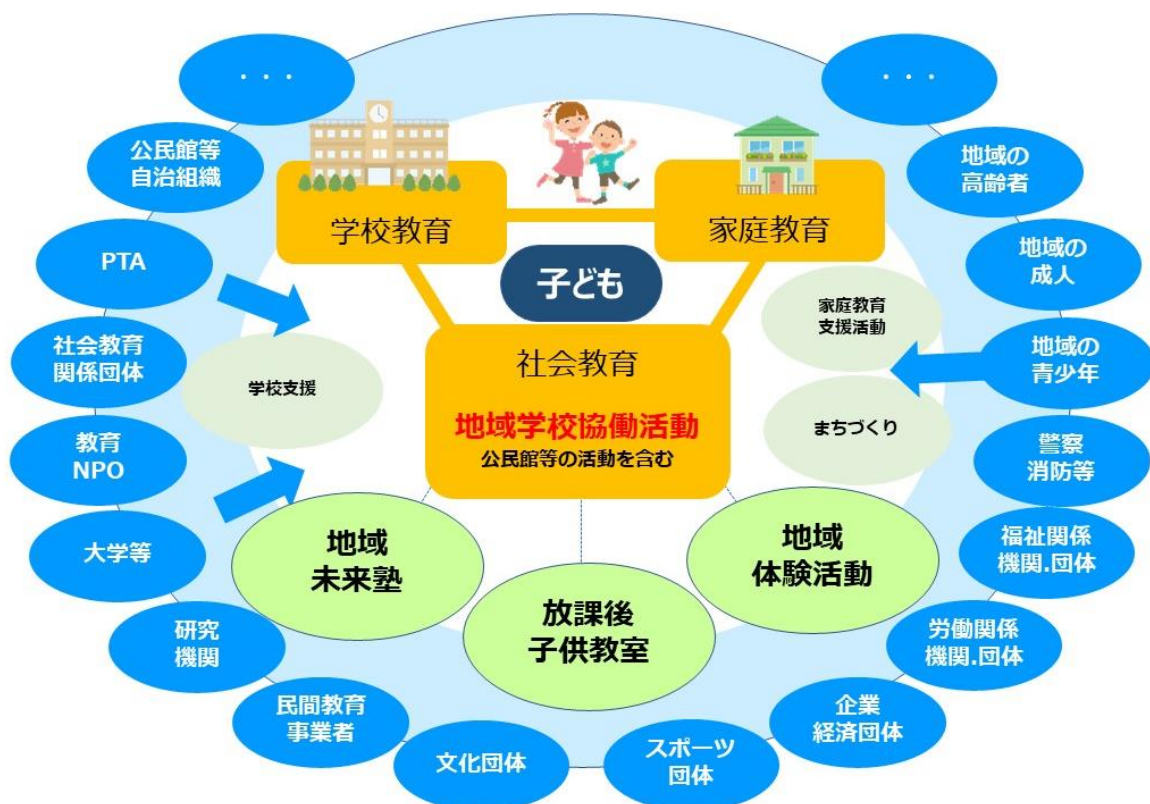 ・・・
・・・
公民館等
自治組織
地域の
高齢者
学校教育
家庭教育
PTA
子ども
地域の
成人
家庭教育
支援活動
社会教育
関係団体
学校支援
社会教育
地域の
青少年
地域学校協働活動
公民館等の活動を含む
まちづくり
教育
NPO
警察
消防等
大学等
地域
未来塾
放課後
子供教室
地域
体験活動
福祉関係
機関.団体
研究
機関
労働関係
機関.団体
民間教育
事業者
文化団体
スポーツ
団体
企業
経済団体